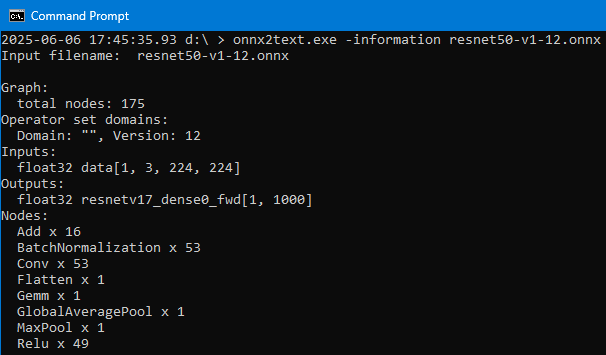 Command Prompt
2025-06-06 17:45:35.93 d:\ > onnx2text.exe -information resnet50-v1-12.onnx
Input filename:  resnet50-v1-12.onnx
Graph:
  total nodes: 175
Operator set domains:
  Domain: "", Version: 12
Inputs:
  float32 data[1, 3, 224, 224]
Outputs:
  float32 resnetv17_dense0_fwd[1, 1000]
Nodes:
  Add x 16
  BatchNormalization x 53
  Conv x 53
  Flatten x 1
  Gemm x 1
  GlobalAveragePool x 1
  MaxPool x 1
  Relu x 49